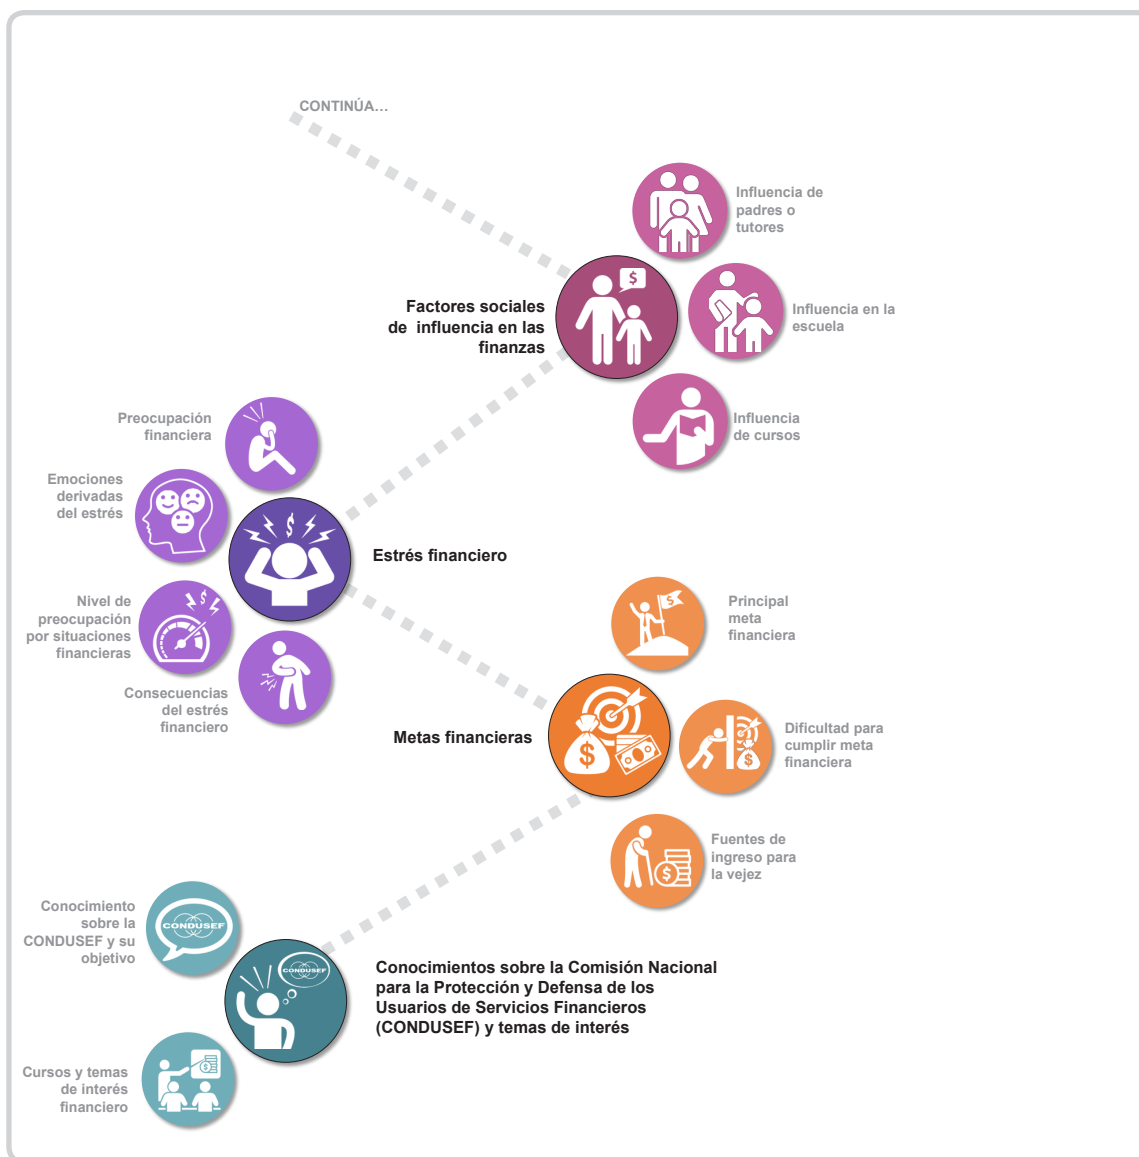 CONTINÚA...
Influencia de
padres o
tutores
Factores sociales
de influencia en las
finanzas
$
Influencia en la
escuela
Influencia
de cursos
Preocupación
financiera
Emociones
derivadas
del estrés
$
Estrés financiero
Nivel de
preocupación
por situaciones
financieras
$
Consecuencias
del estrés
financiero
$
Principal
meta
financiera
Metas financieras
$
$
Dificultad para
cumplir meta
financiera
$
Fuentes de
ingreso para
la vejez
Conocimiento
sobre la
CONDUSEF y su
objetivo
CONDUSEF
CONDUSEF
Conocimientos sobre la Comisión Nacional
para la Protección y Defensa de los
Usuarios de Servicios Financieros
(CONDUSEF) y temas de interés
Cursos y temas
de interés
financiero
$